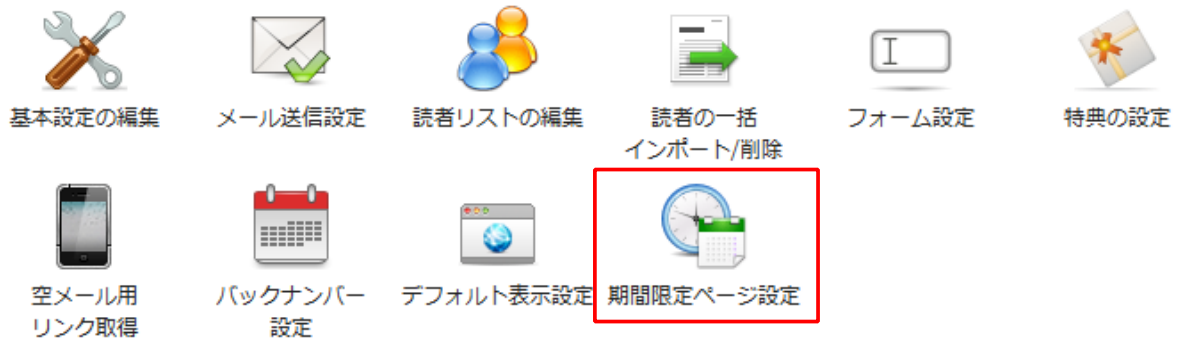 基本設定の編集
メール送信設定
読者リストの編集
読者の一括
インポート/削除
フォーム設定
特典の設定
空メール用
リンク取得
バックナンバー
設定
デフォルト表示設定
期間限定ページ設定